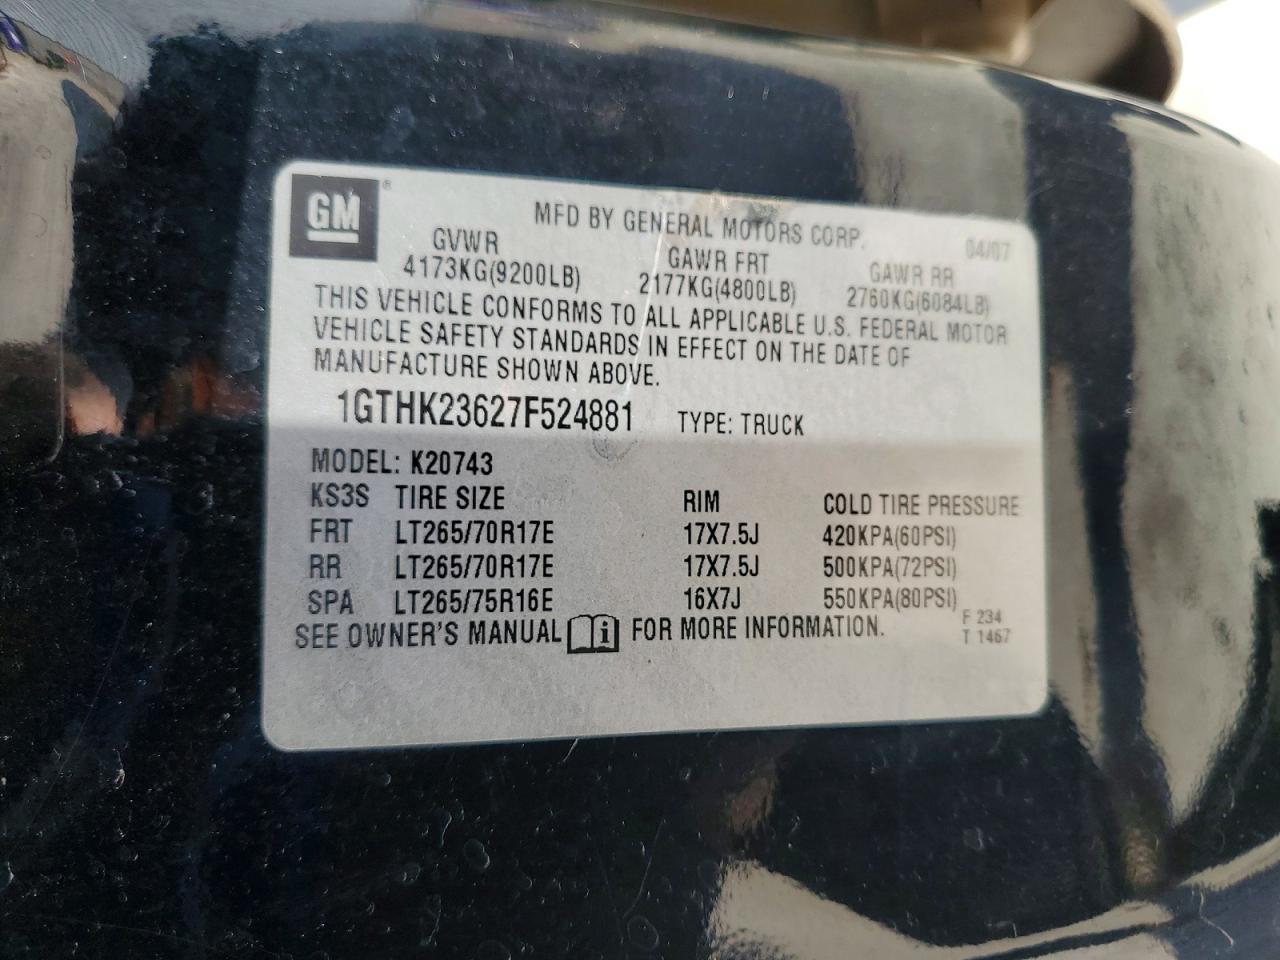 GM®
MFD BY GENERAL MOTORS CORP. 04/07
GVWR GAWR FRT GAWR RR
4173KG(9200LB) 2177KG(4800LB) 2760KG(6084LB)
THIS VEHICLE CONFORMS TO ALL APPLICABLE U.S. FEDERAL MOTOR
VEHICLE SAFETY STANDARDS IN EFFECT ON THE DATE OF
MANUFACTURE SHOWN ABOVE.
1GTHK23627F524881 TYPE: TRUCK
MODEL: K20743
KS3S TIRE SIZE RIM COLD TIRE PRESSURE
FRT LT265/70R17E 17X7.5J 420KPA(60PSI)
RR LT265/70R17E 17X7.5J 500KPA(72PSI)
SPA LT265/75R16E 16X7J 550KPA(80PSI)
SEE OWNER'S MANUAL i FOR MORE INFORMATION.
F 234
T 1467